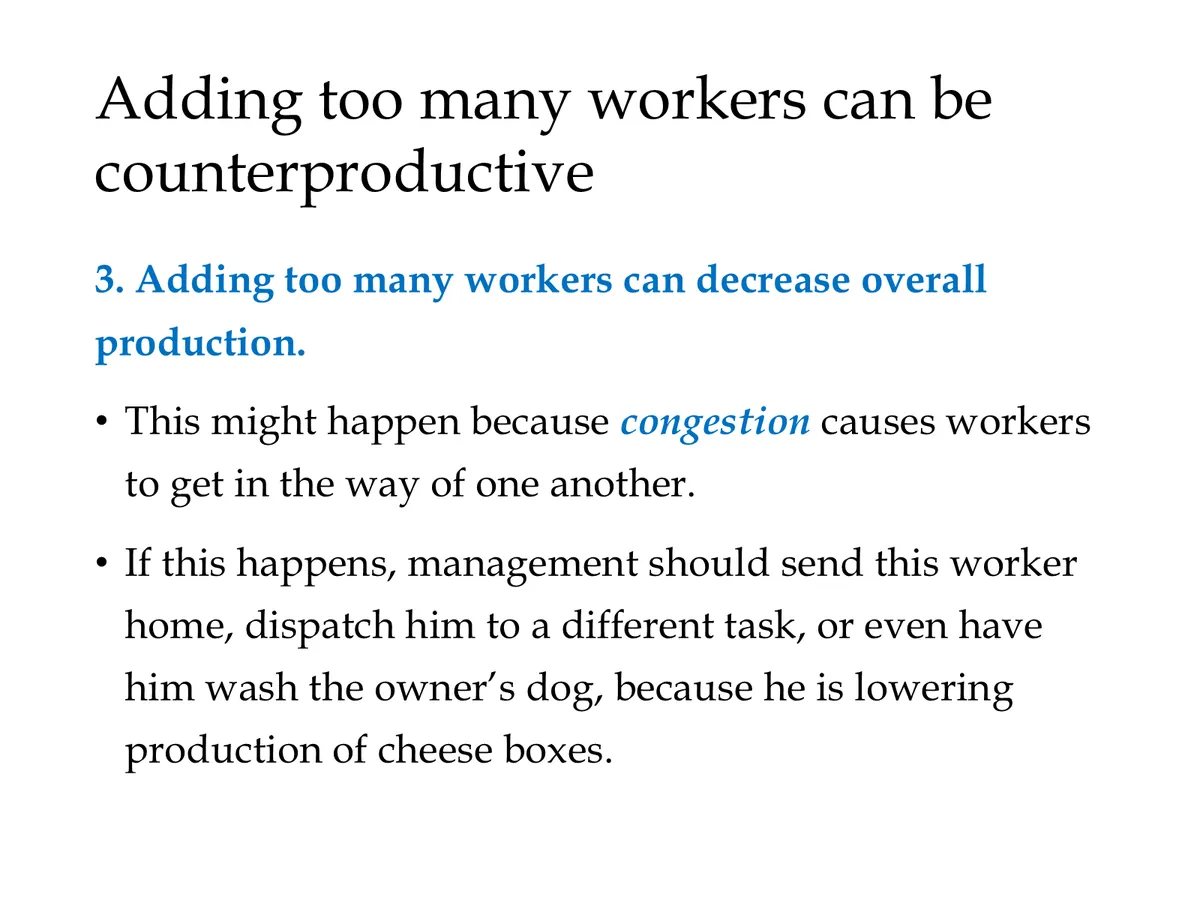 Adding too many workers can be
counterproductive
3. Adding too many workers can decrease overall
production.
• This might happen because congestion causes workers
to get in the way of one another.
• If this happens, management should send this worker
home, dispatch him to a different task, or even have
him wash the owner’s dog, because he is lowering
production of cheese boxes.